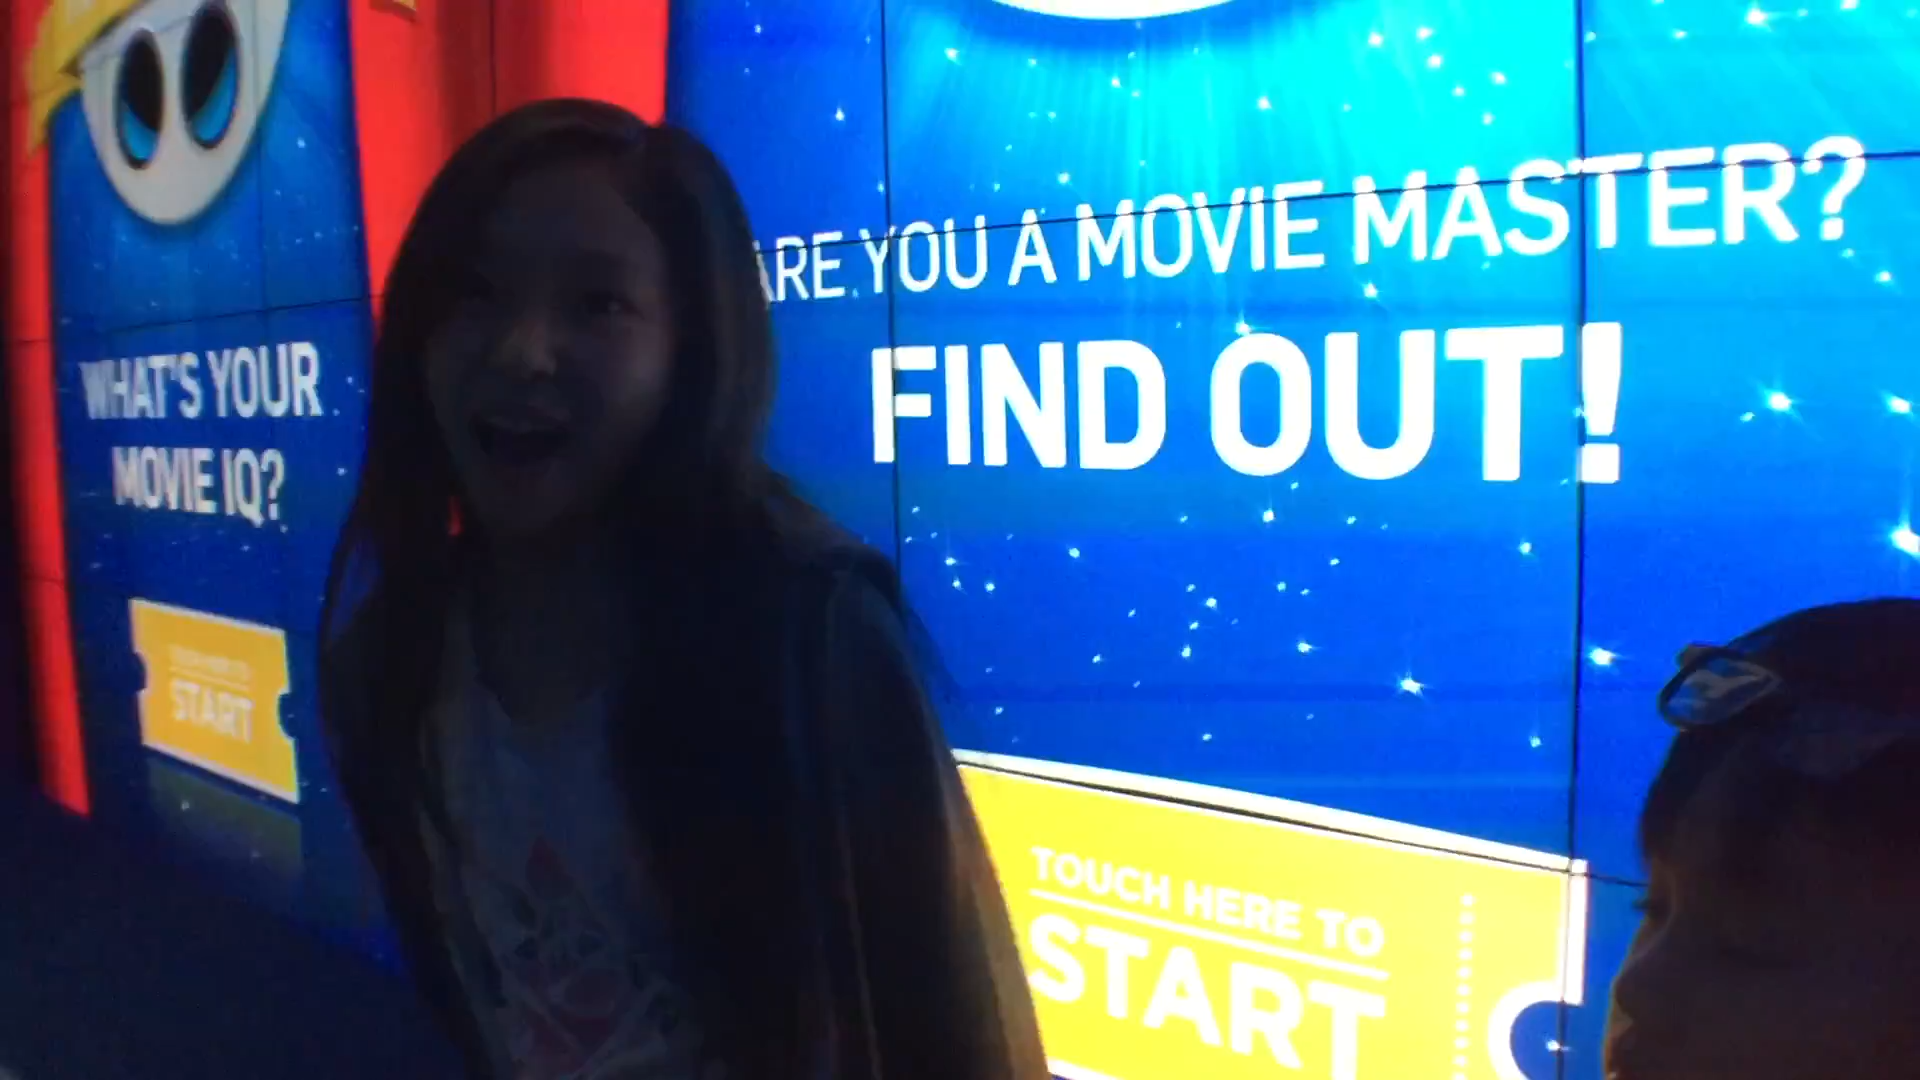 WHAT'S YOUR
MOVIE IQ?
START
ARE YOU A MOVIE MASTER?
FIND OUT!
TOUCH HERE TO
START